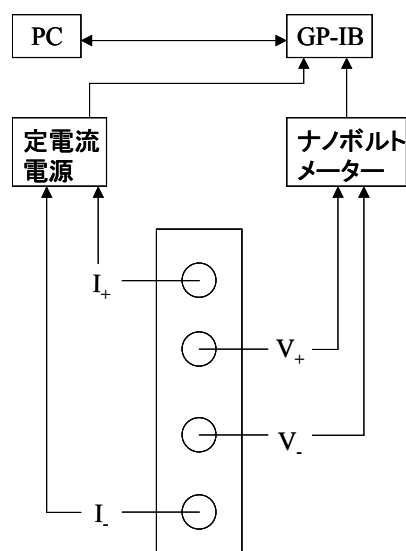 PC
GP-IB
定電流
電源
ナノボルト
メーター
I+
V+
V-
I-